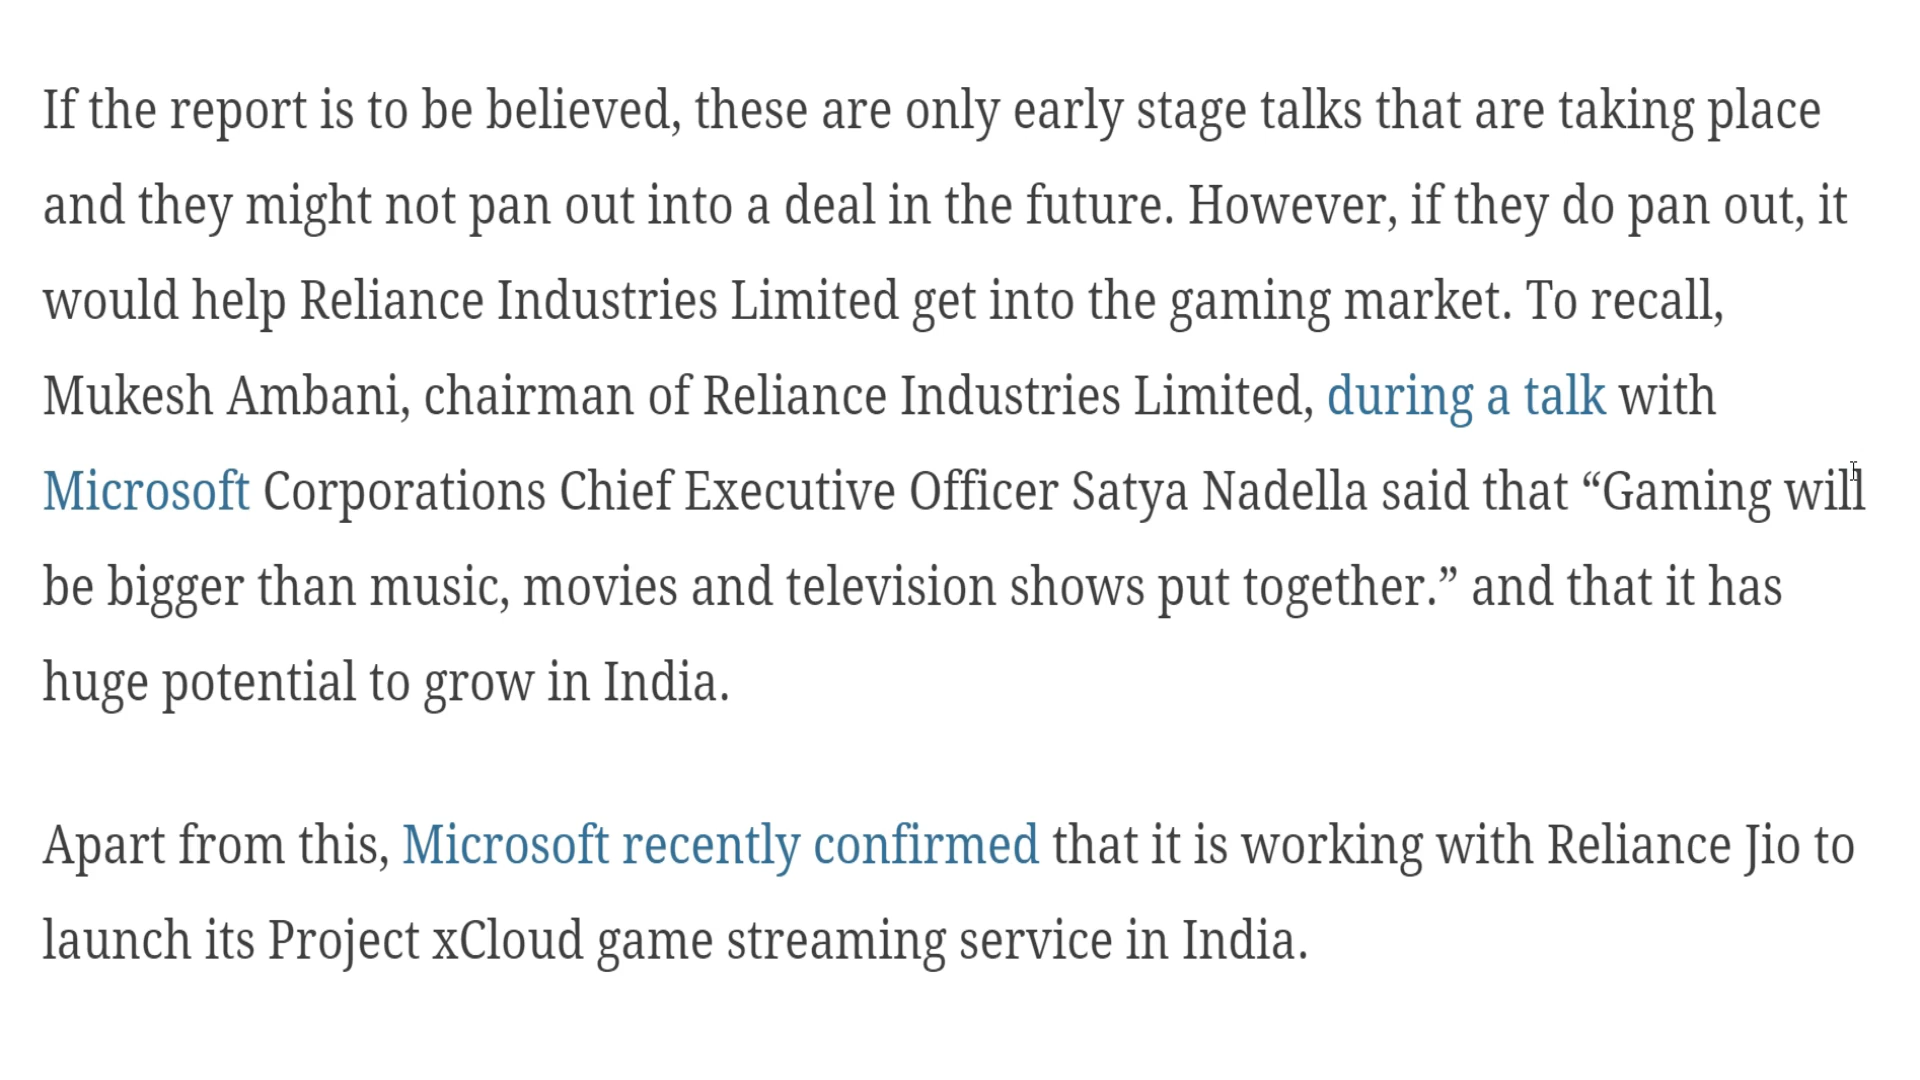 If the report is to be believed, these are only early stage talks that are taking place
and they might not pan out into a deal in the future. However, if they do pan out, it
would help Reliance Industries Limited get into the gaming market. To recall,
Mukesh Ambani, chairman of Reliance Industries Limited, during a talk with
Microsoft Corporations Chief Executive Officer Satya Nadella said that “Gaming will
be bigger than music, movies and television shows put together.” and that it has
huge potential to grow in India.
Apart from this, Microsoft recently confirmed that it is working with Reliance Jio to
launch its Project xCloud game streaming service in India.